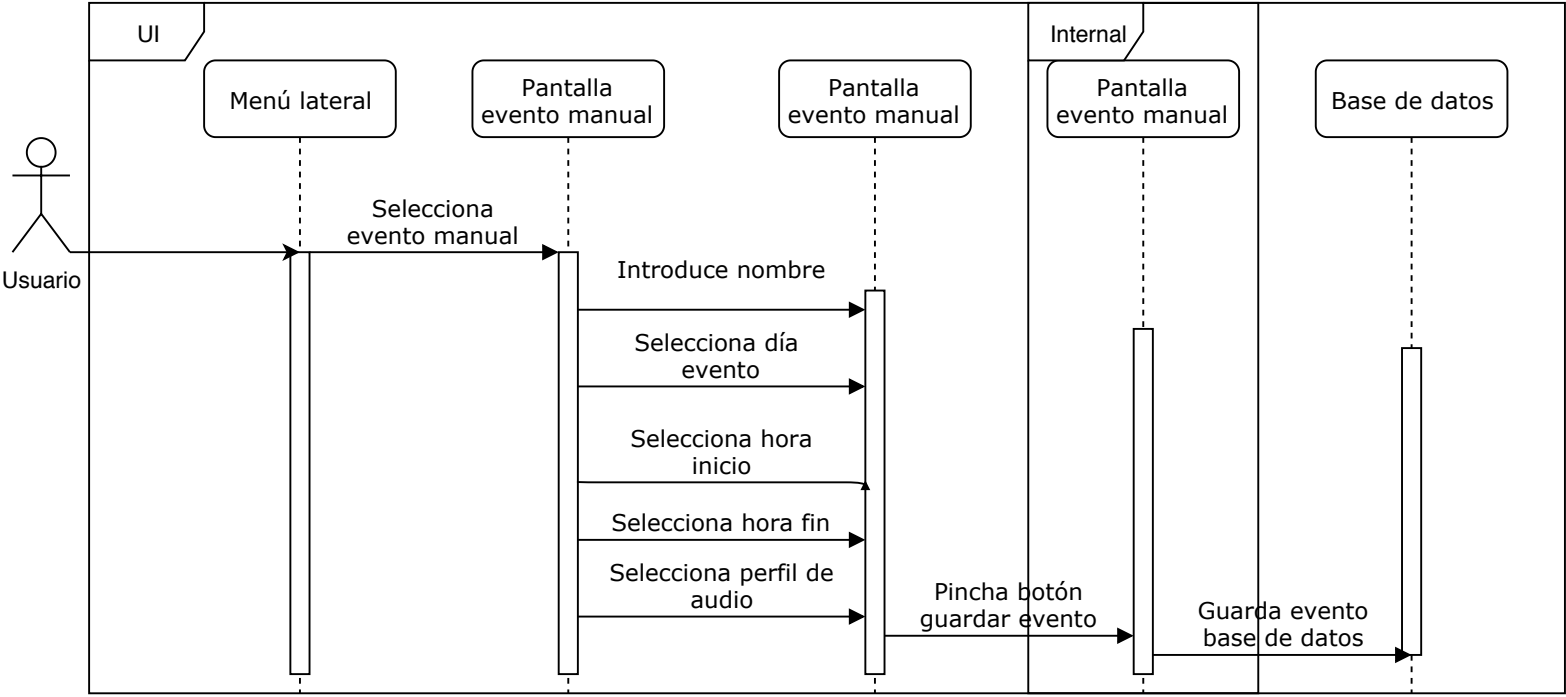 UI
Internal
Menú lateral
Pantalla
evento manual
Pantalla
evento manual
Pantalla
evento manual
Base de datos
Usuario
Selecciona
evento manual
Introduce nombre
Selecciona día
evento
Selecciona hora
inicio
Selecciona hora fin
Selecciona perfil de
audio
Pincha botón
guardar evento
Guarda evento
base de datos